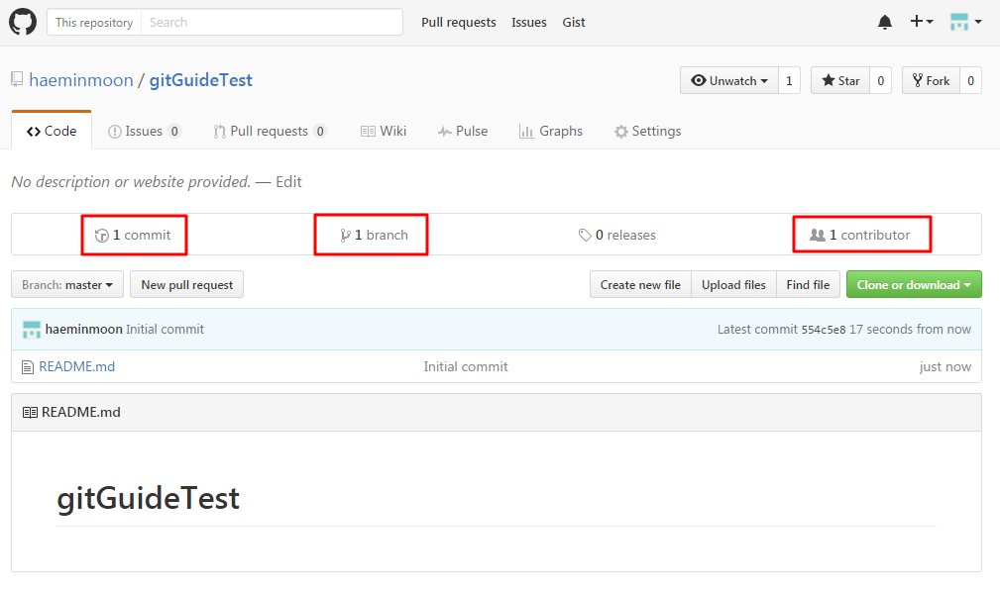 This repository Search Pull requests Issues Gist
haeminmoon / gitGuideTest Unwatch 1 Star 0 Fork 0
Code Issues 0 Pull requests 0 Wiki Pulse Graphs Settings
No description or website provided. — Edit
1 commit 1 branch 0 releases 1 contributor
Branch: master New pull request Create new file Upload files Find file Clone or download
haeminmoon Initial commit Latest commit 554c5e8 17 seconds from now
README.md Initial commit just now
README.md
gitGuideTest